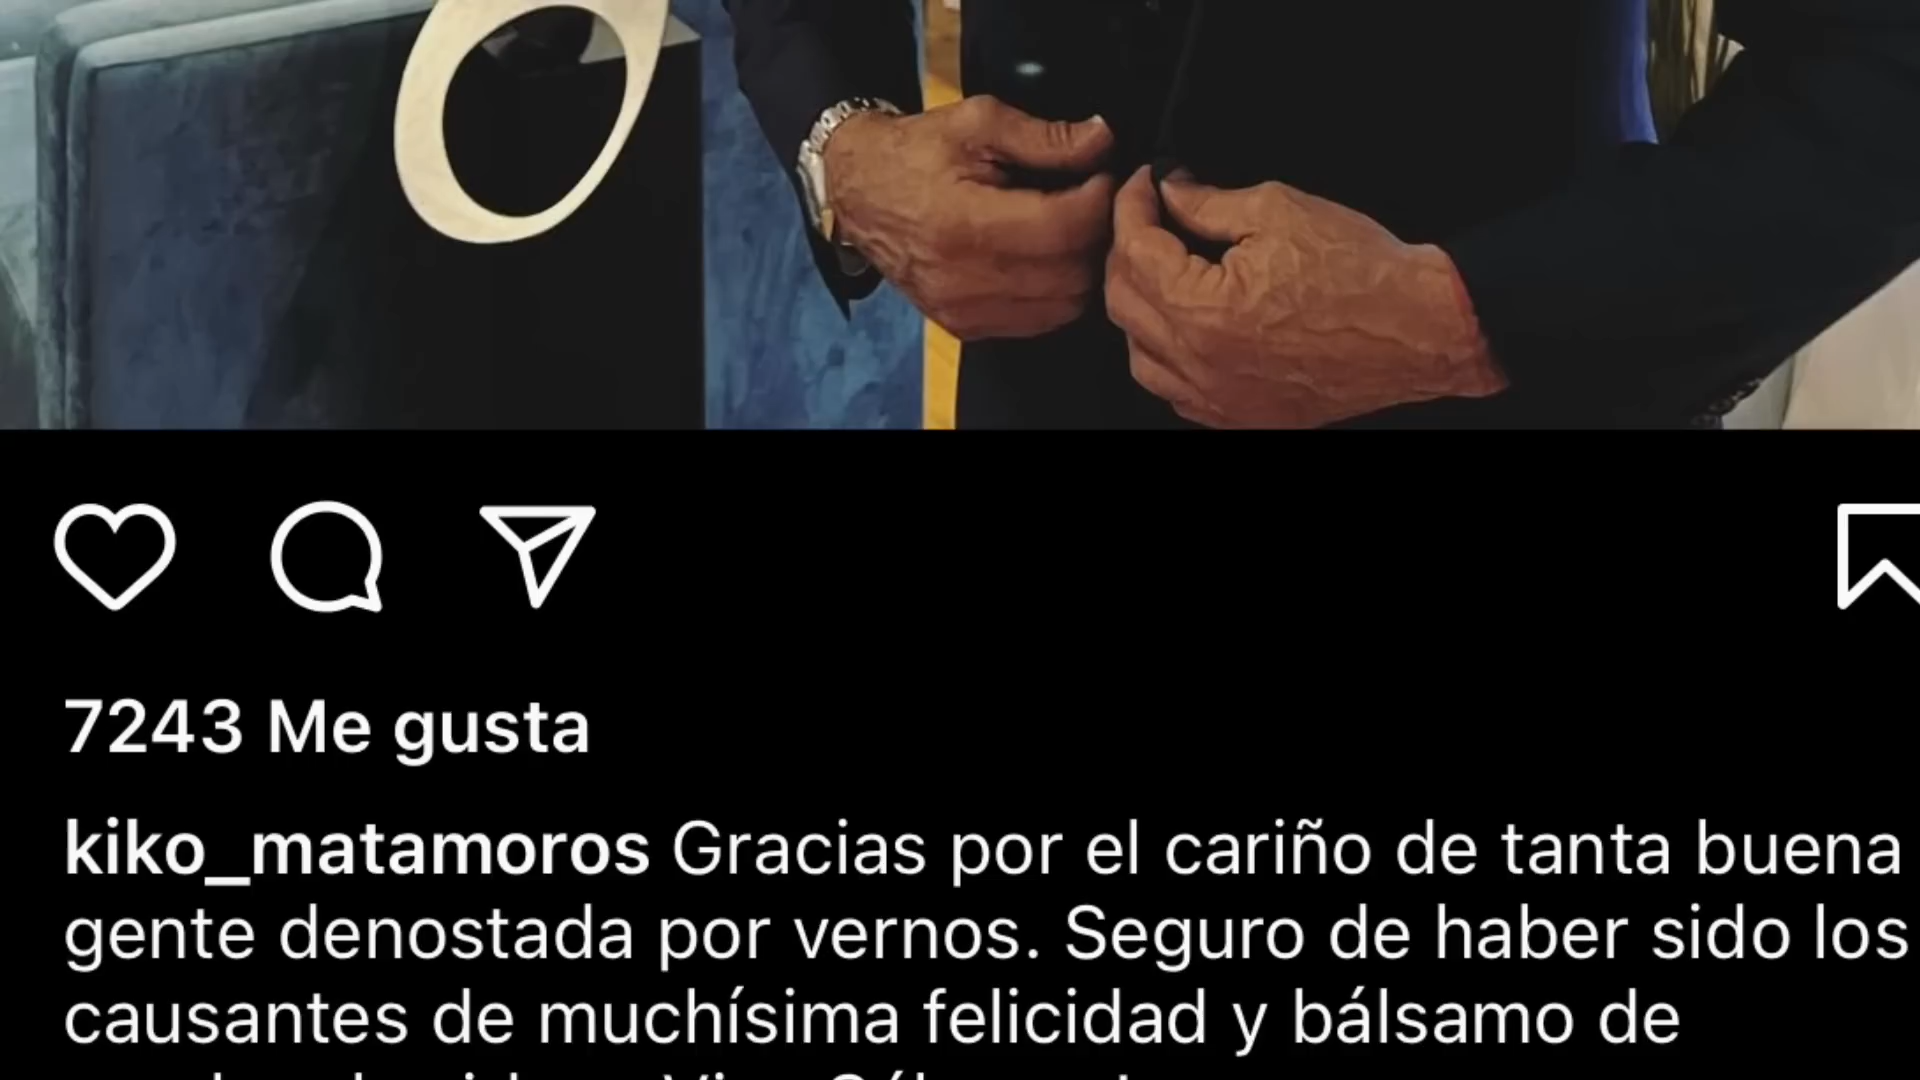 7243 Me gusta
kiko_matamoros Gracias por el cariño de tanta buena
gente denostada por vernos. Seguro de haber sido los
causantes de muchísima felicidad y bálsamo de